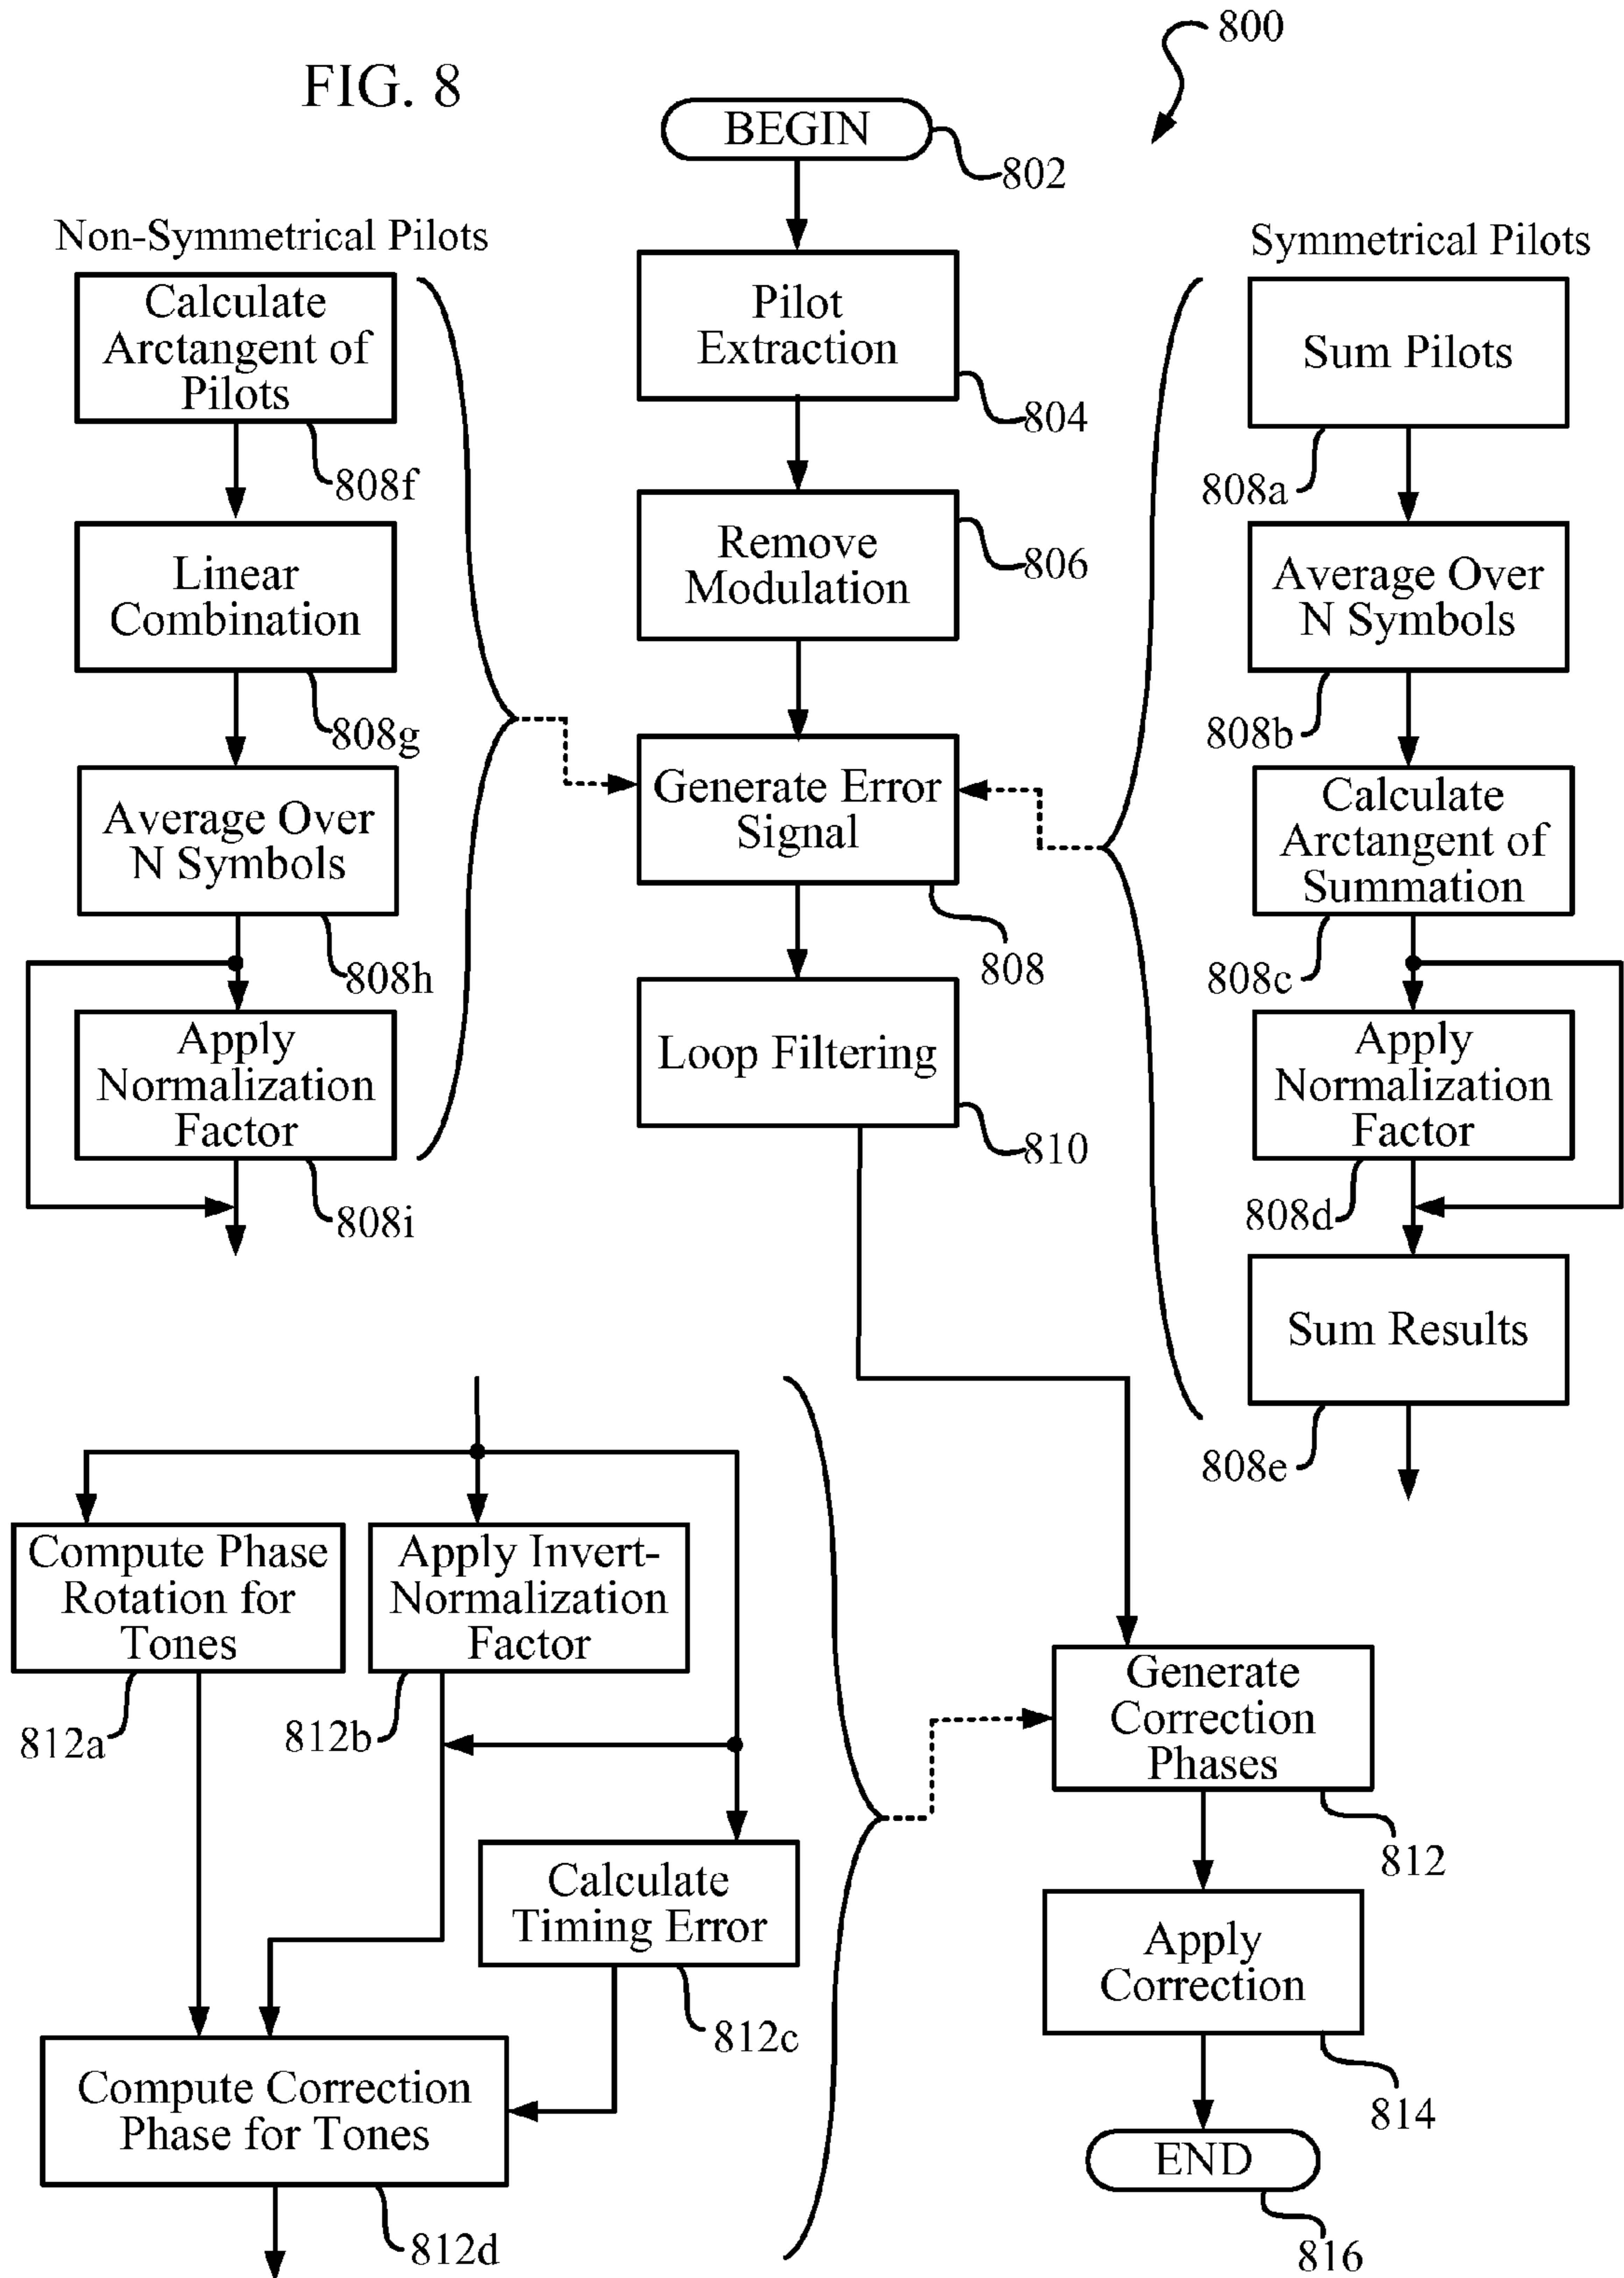 FIG. 8
800
BEGIN
802
Non-Symmetrical Pilots
Calculate
Arctangent of
Pilots
808f
Linear
Combination
808g
Average Over
N Symbols
808h
Apply
Normalization
Factor
808i
Pilot
Extraction
804
Remove
Modulation
806
Generate Error
Signal
808
Loop Filtering
810
Symmetrical Pilots
Sum Pilots
808a
Average Over
N Symbols
808b
Calculate
Arctangent of
Summation
808c
Apply
Normalization
Factor
808d
Sum Results
808e
Compute Phase
Rotation for
Tones
812a
Apply Invert-
Normalization
Factor
812b
Calculate
Timing Error
812c
Compute Correction
Phase for Tones
812d
Generate
Correction
Phases
812
Apply
Correction
814
END
816